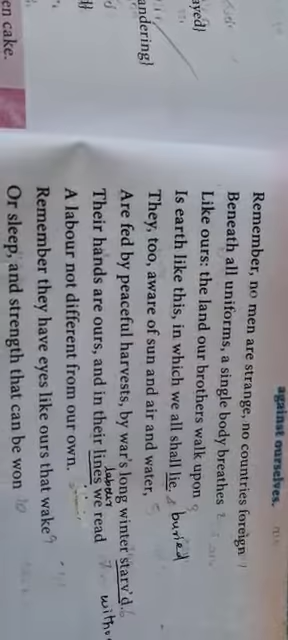 en cake.
andering}
ayed}
against ourselves.
Remember, no men are strange, no countries foreign
Beneath all uniforms, a single body breathes
Like ours: the land our brothers walk upon
Is earth like this, in which we all shall lie
buried
They, too, aware of sun and air and water,
Are fed by peaceful harvests, by war's long winter starv'd.
Their hands are ours, and in their lines we read
labour
A labour not different from our own.
Remember they have eyes like ours that wake 9
Or sleep, and strength that can be won 10